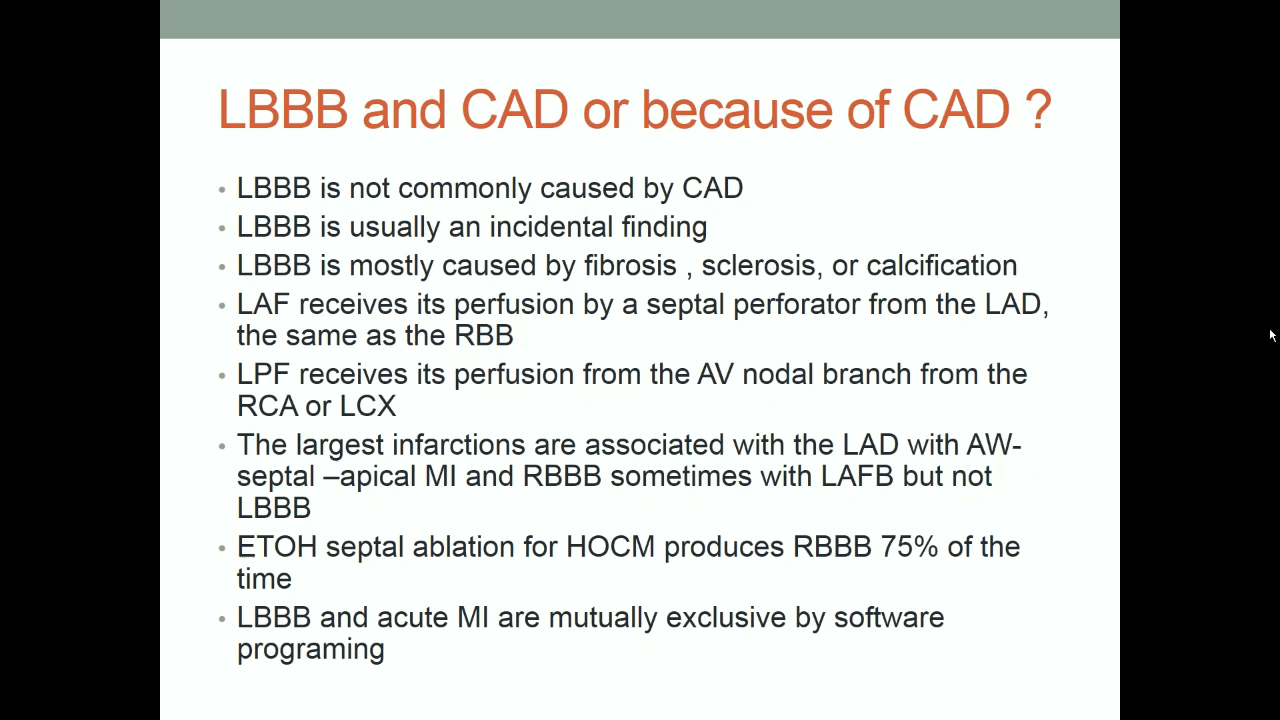 LBBB and CAD or because of CAD ?
• LBBB is not commonly caused by CAD
• LBBB is usually an incidental finding
• LBBB is mostly caused by fibrosis , sclerosis, or calcification
• LAF receives its perfusion by a septal perforator from the LAD,
the same as the RBB
• LPF receives its perfusion from the AV nodal branch from the
RCA or LCX
• The largest infarctions are associated with the LAD with AW-
septal –apical MI and RBBB sometimes with LAFB but not
LBBB
• ETOH septal ablation for HOCM produces RBBB 75% of the
time
• LBBB and acute MI are mutually exclusive by software
programing